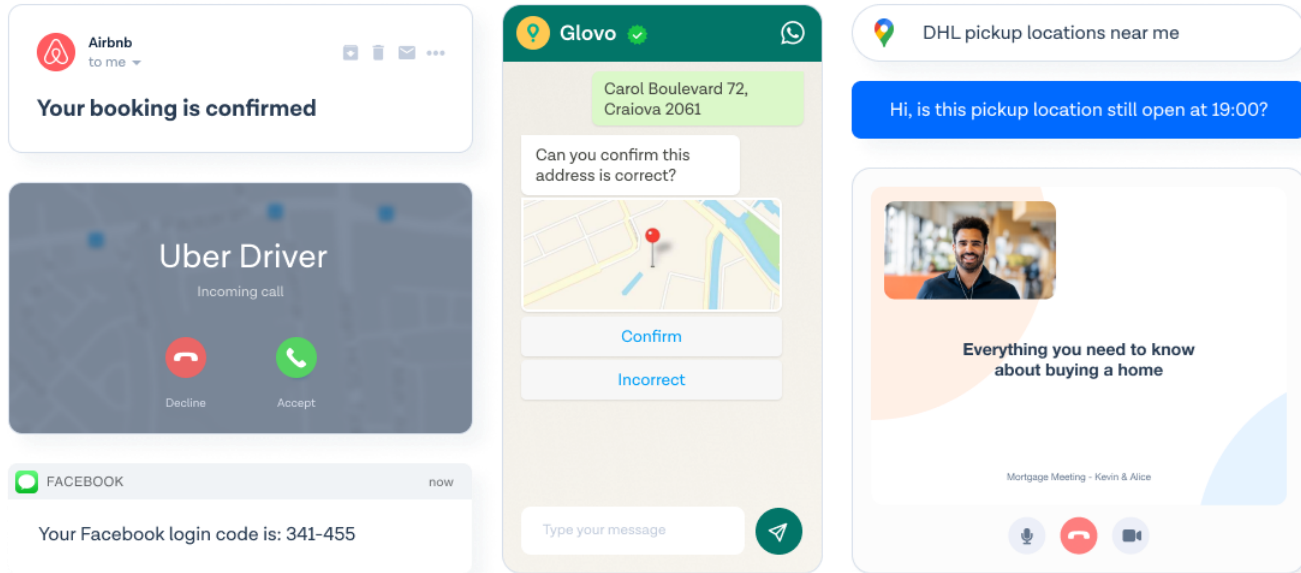 Airbnb
to me
Your booking is confirmed
Uber Driver
Incoming call
Decline
Accept
FACEBOOK
now
Your Facebook login code is: 341-455
Glovo
Carol Boulevard 72,
Craiova 2061
Can you confirm this
address is correct?
Confirm
Incorrect
Type your message
DHL pickup locations near me
Hi, is this pickup location still open at 19:00?
Everything you need to know
about buying a home
Mortgage Meeting - Kevin & Alice